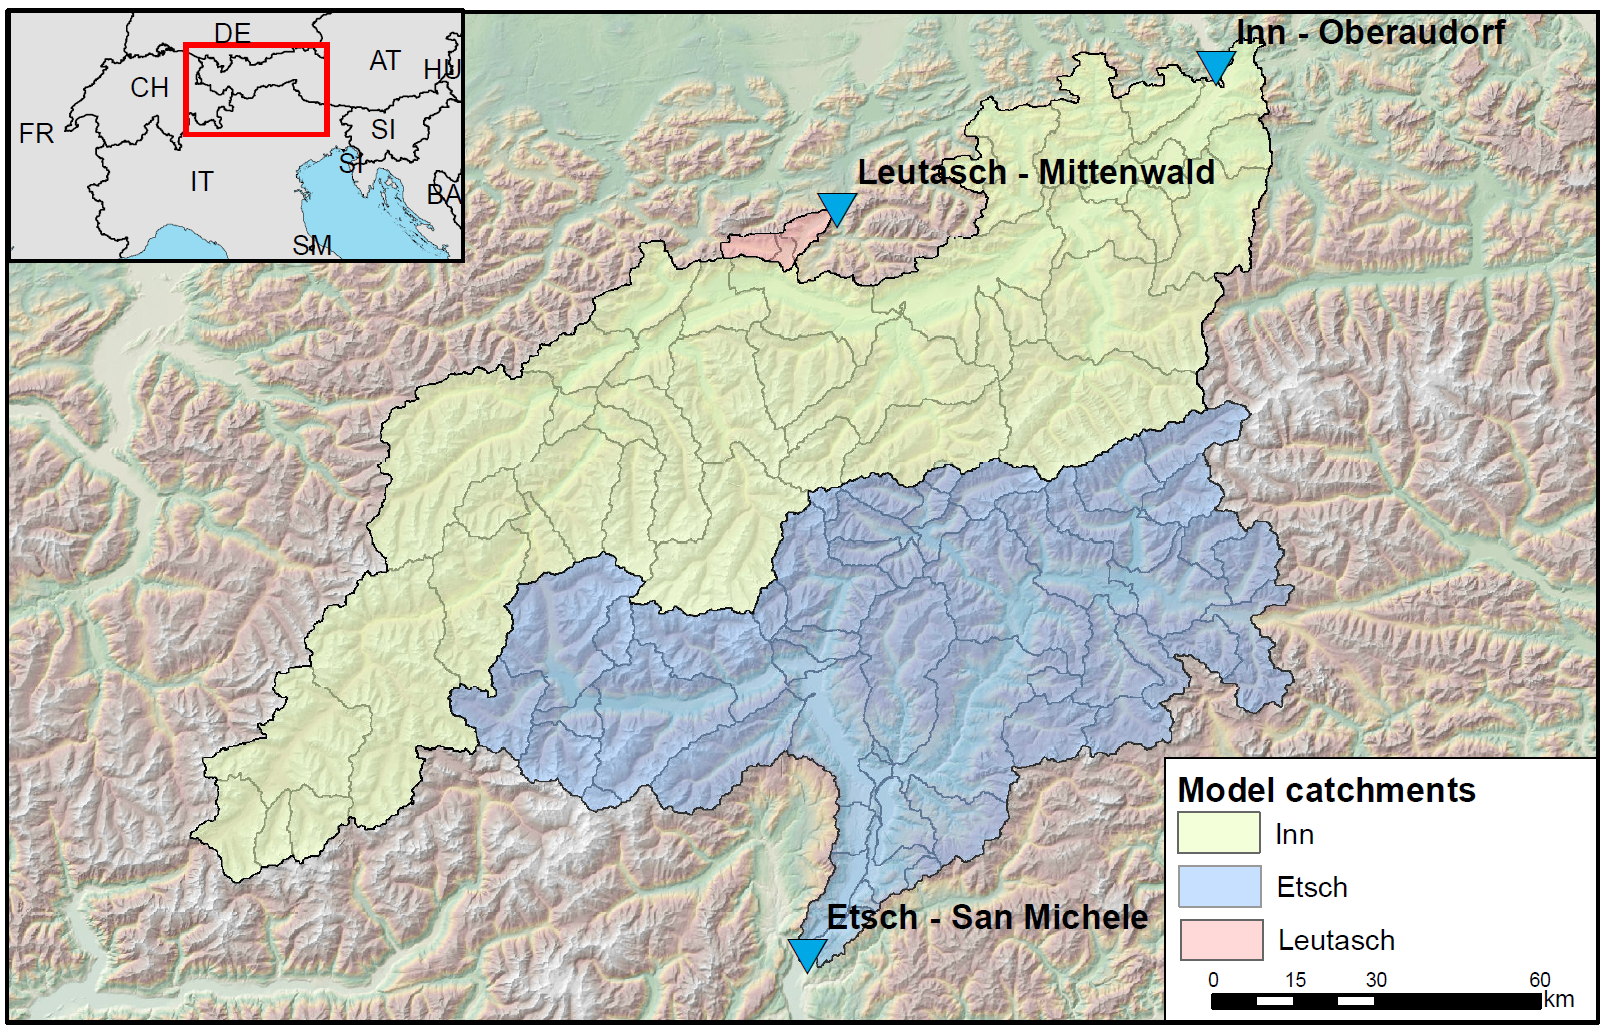 DE
AT
HU
CH
FR
SI
SI
IT
BA
SM
Inn - Oberaudorf
Leutasch - Mittenwald
Etsch - San Michele
Model catchments
Inn
Etsch
Leutasch
0 15 30 60
km